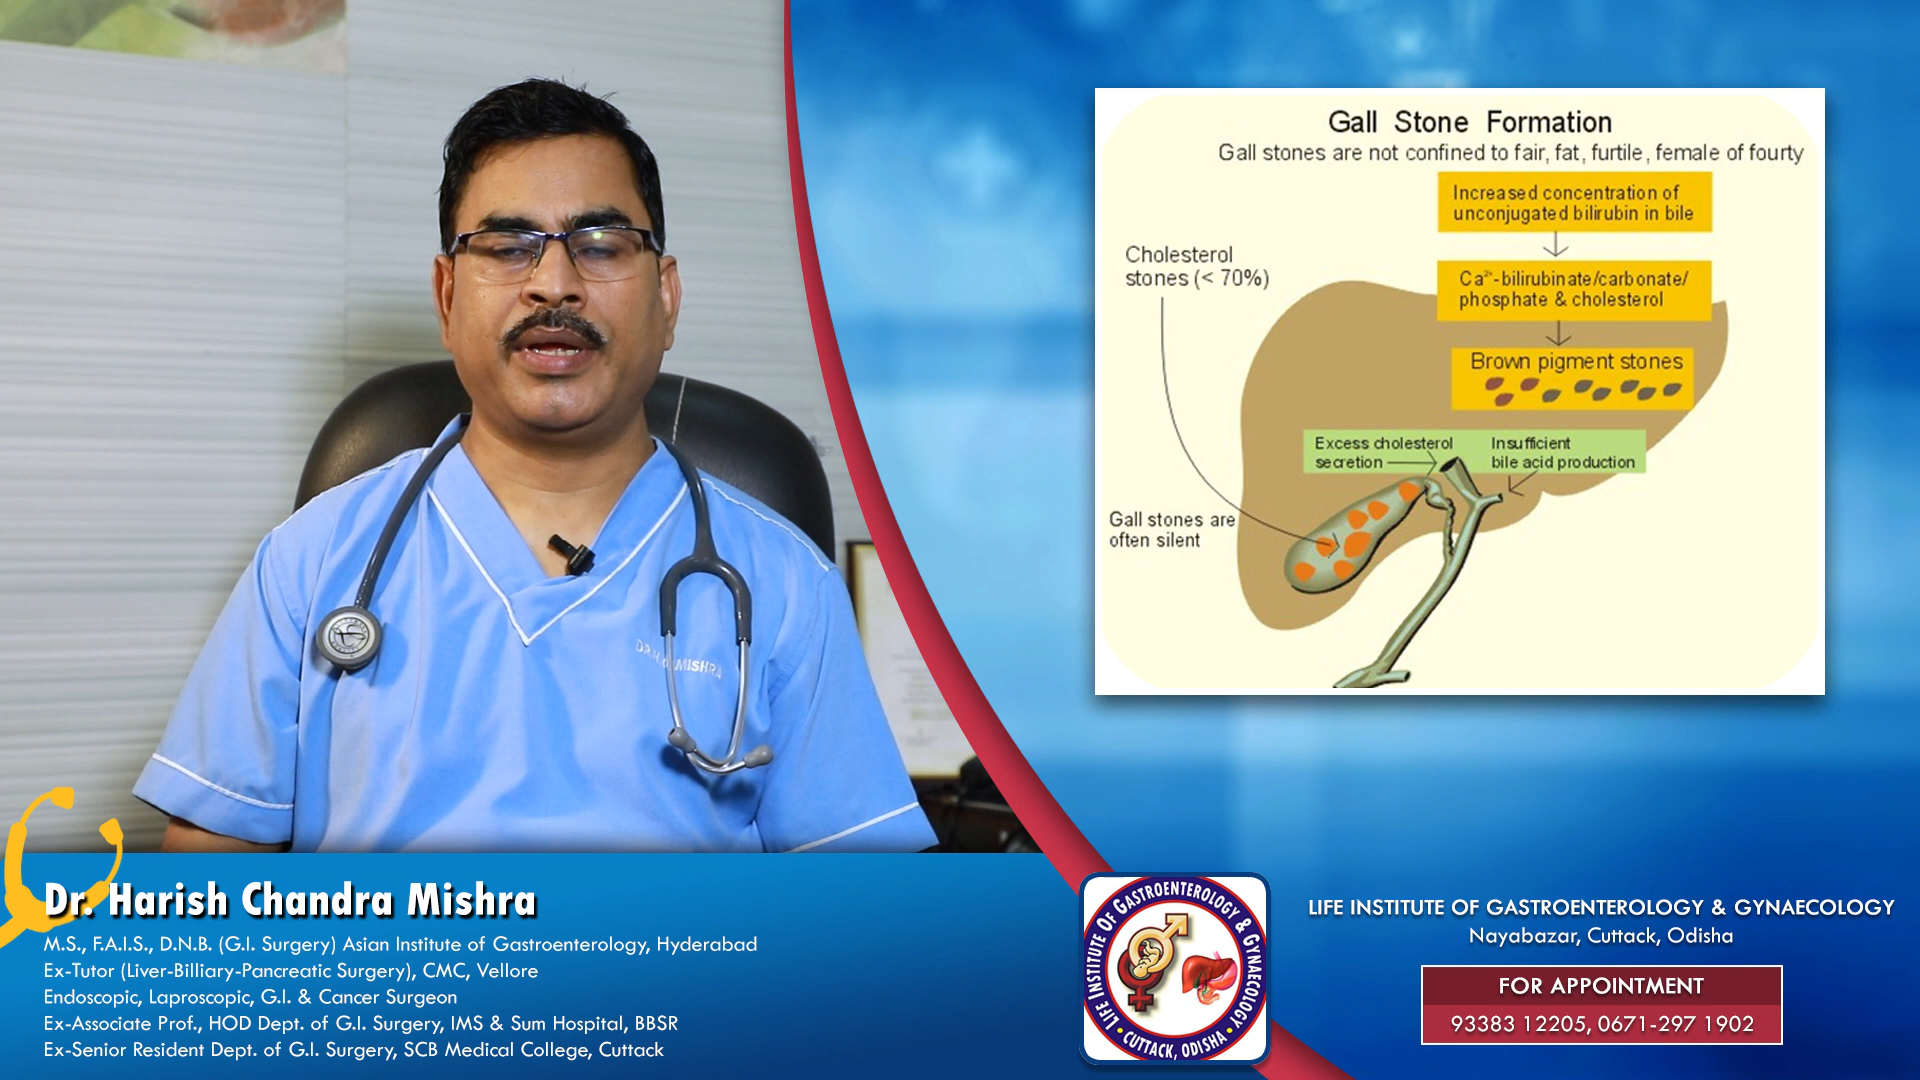 Gall Stone Formation
Gall stones are not confined to fair, fat, furtile, female of fourty
Increased concentration of
unconjugated bilirubin in bile
Ca²⁺-bilirubinate/carbonate/
phosphate & cholesterol
Brown pigment stones
Cholesterol
stones (< 70%)
Excess cholesterol
secretion
Insufficient
bile acid production
Gall stones are
often silent
DR.H. MISHRA
Dr. Harish Chandra Mishra
M.S., F.A.I.S., D.N.B. (G.I. Surgery) Asian Institute of Gastroenterology, Hyderabad
Ex-Tutor (Liver-Billiary-Pancreatic Surgery), CMC, Vellore
Endoscopic, Laproscopic, G.I. & Cancer Surgeon
Ex-Associate Prof., HOD Dept. of G.I. Surgery, IMS & Sum Hospital, BBSR
Ex-Senior Resident Dept. of G.I. Surgery, SCB Medical College, Cuttack
LIFE INSTITUTE OF GASTROENTEROLOGY & GYNAECOLOGY
• CUTTACK, ODISHA •
LIFE INSTITUTE OF GASTROENTEROLOGY & GYNAECOLOGY
Nayabazar, Cuttack, Odisha
FOR APPOINTMENT
93383 12205, 0671-297 1902